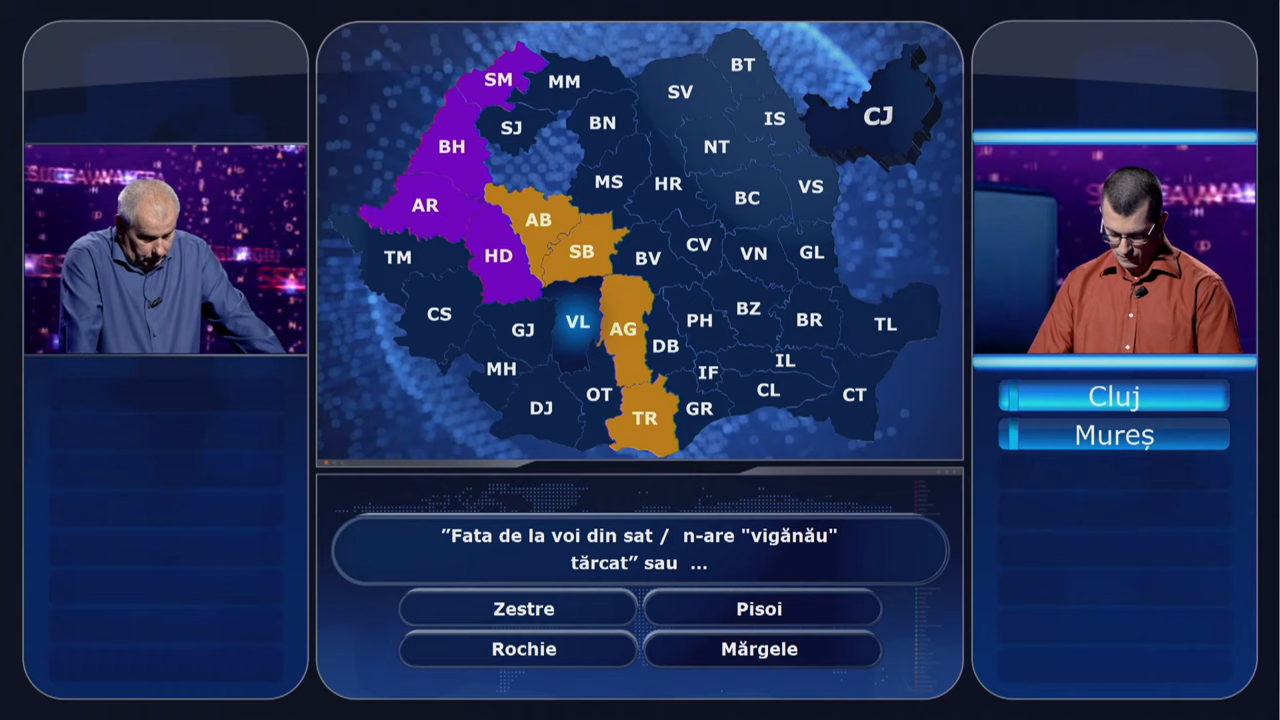 BT
SM
MM
SV
CJ
SJ
BN
IS
BH
NT
MS
HR
VS
BC
AR
AB
CV
SB
VN
GL
TM
HD
BV
CS
VL
BZ
PH
BR
TL
GJ
AG
DB
IL
MH
IF
CL
OT
CT
DJ
GR
TR
Cluj
Mureș
”Fata de la voi din sat / n-are "vigănău"
tărcat” sau ...
Zestre
Pisoi
Rochie
Mărgele